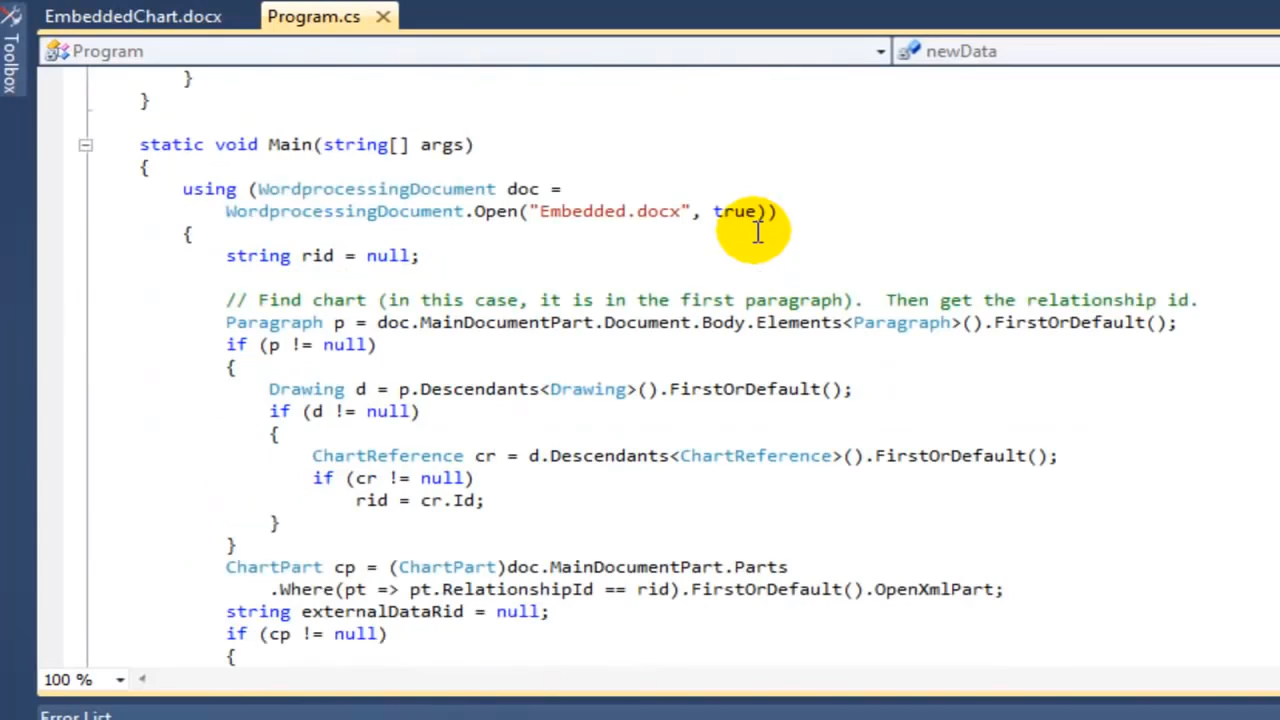 EmbeddedChart.docx
Program.cs
Toolbox
Program
newData
}
}
static void Main(string[] args)
{
using (WordprocessingDocument doc =
WordprocessingDocument.Open("Embedded.docx", true))
{
string rid = null;
// Find chart (in this case, it is in the first paragraph).  Then get the relationship id.
Paragraph p = doc.MainDocumentPart.Document.Body.Elements<Paragraph>().FirstOrDefault();
if (p != null)
{
Drawing d = p.Descendants<Drawing>().FirstOrDefault();
if (d != null)
{
ChartReference cr = d.Descendants<ChartReference>().FirstOrDefault();
if (cr != null)
rid = cr.Id;
}
}
ChartPart cp = (ChartPart)doc.MainDocumentPart.Parts
.Where(pt => pt.RelationshipId == rid).FirstOrDefault().OpenXmlPart;
string externalDataRid = null;
if (cp != null)
{
100 %
Error List